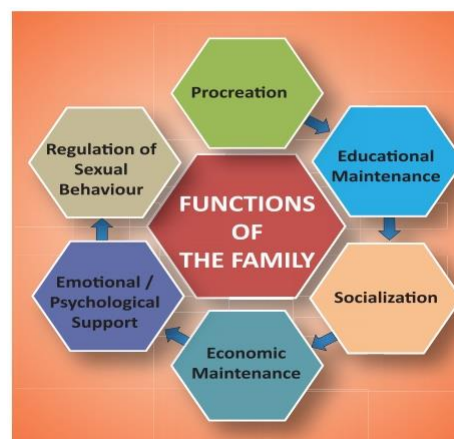 FUNCTIONS
OF
THE FAMILY
Procreation
Educational
Maintenance
Socialization
Economic
Maintenance
Emotional /
Psychological
Support
Regulation of
Sexual
Behaviour